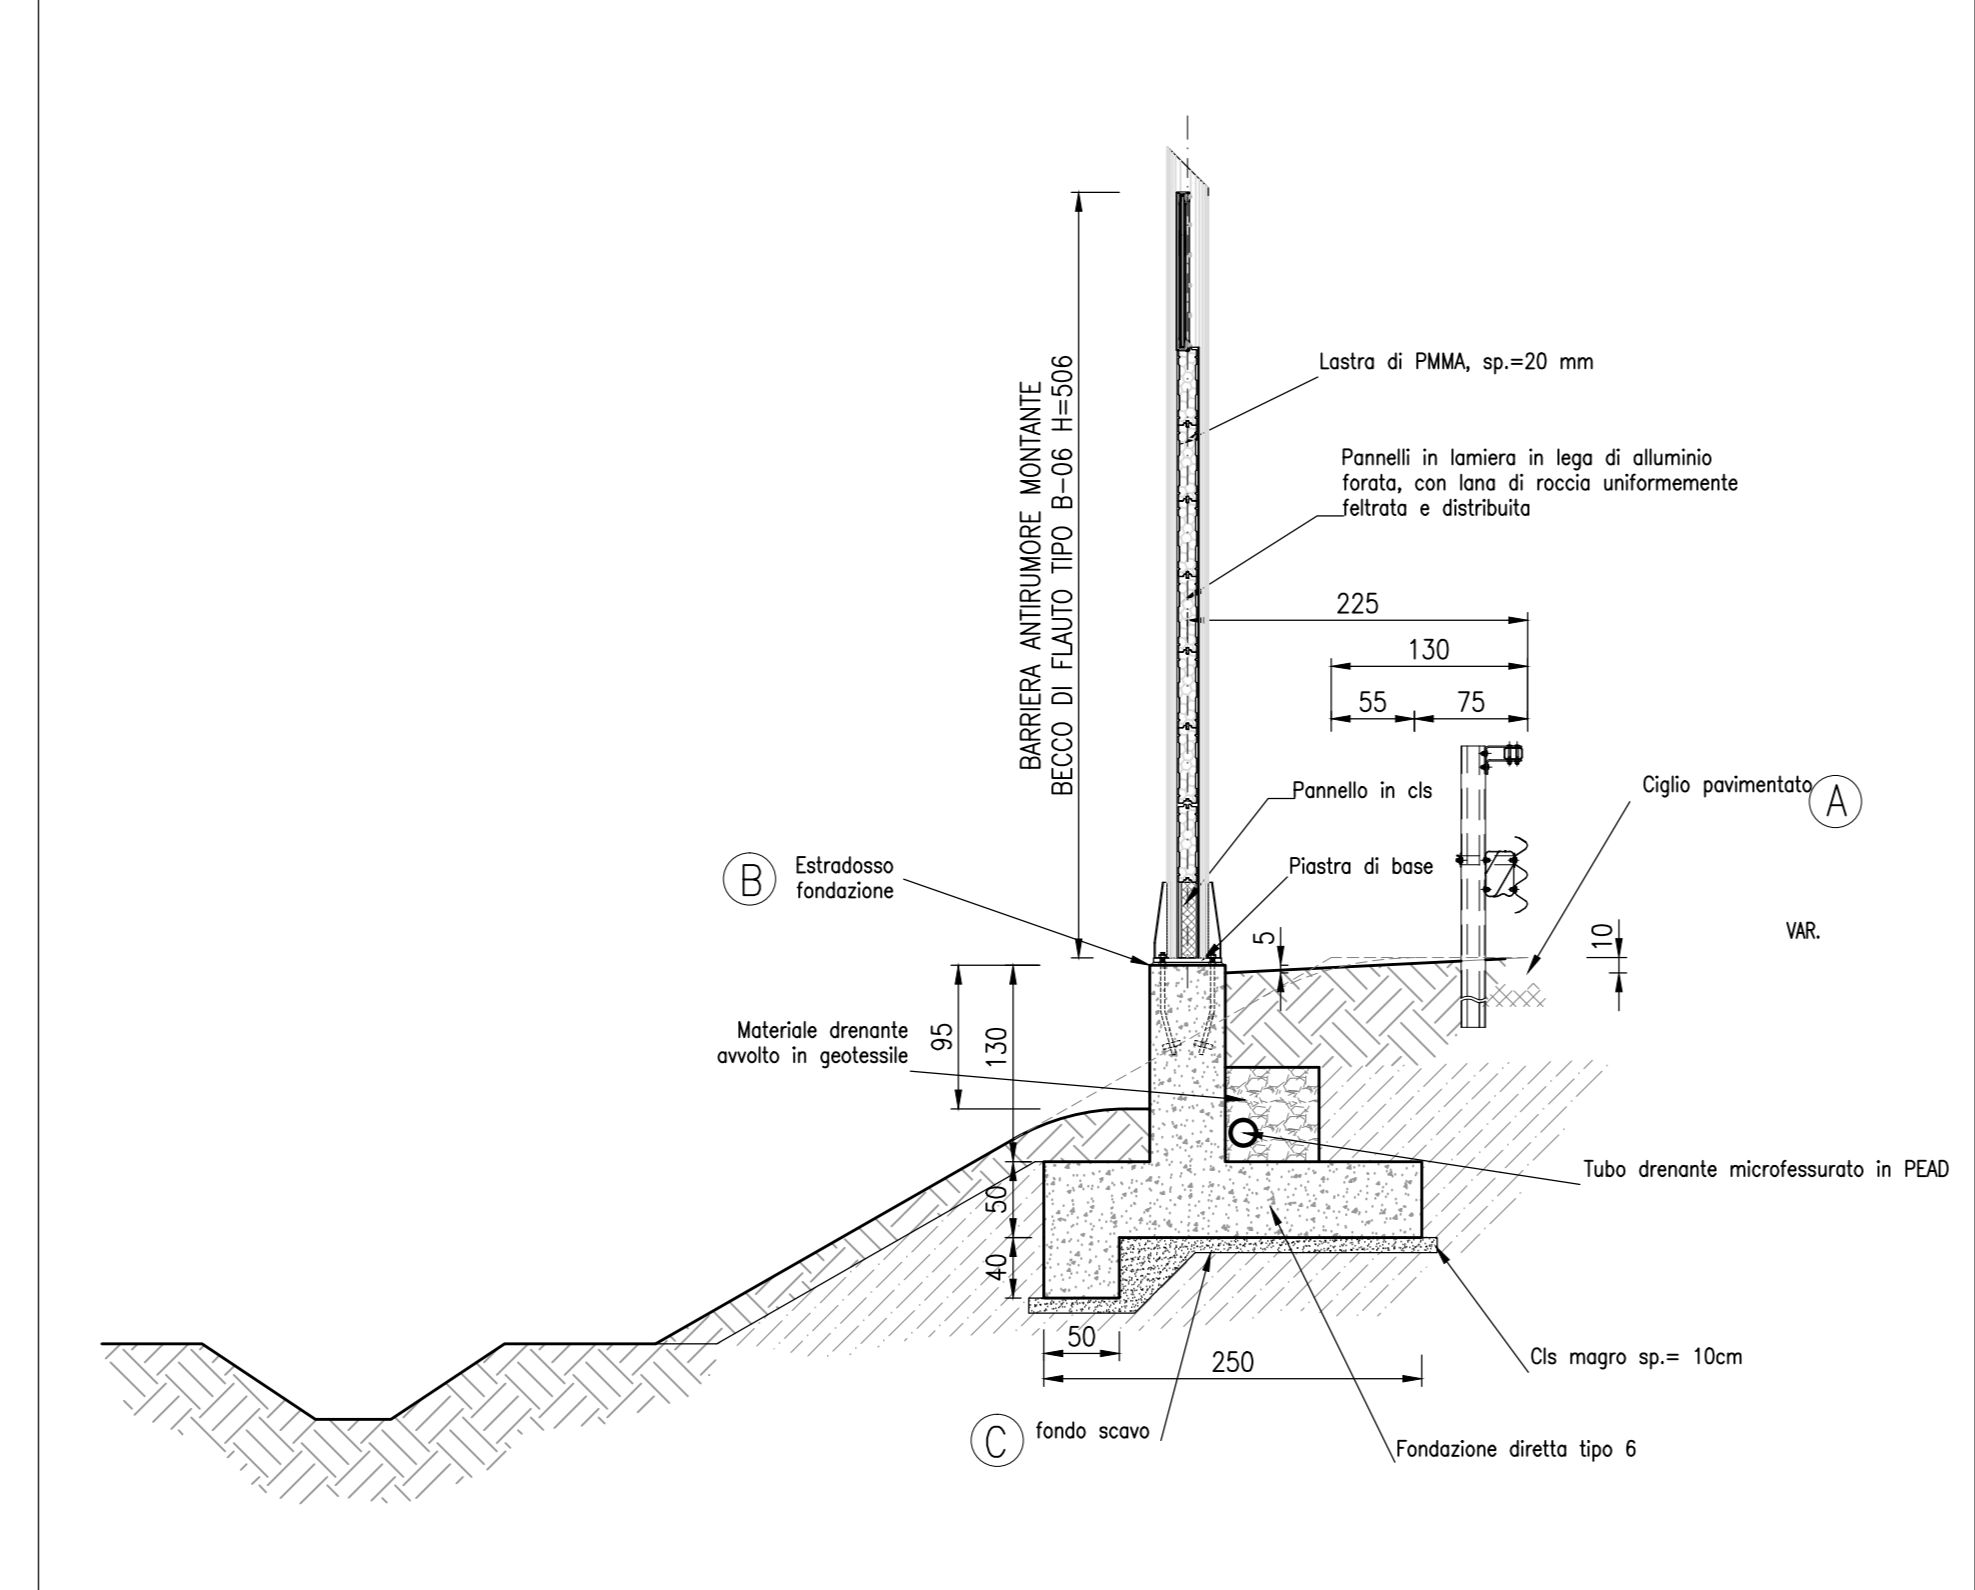 Lastra di PMMA, sp.=20 mm
BARRIERA ANTIRUMORE MONTANTE
BECCO DI FLAUTO TIPO B-06 H=506
Pannelli in lamiera in lega di alluminio
forata, con lana di roccia uniformemente
feltrata e distribuita
225
130
55
75
Pannello in cls
Ciglio pavimentato
A
B
Estradosso
fondazione
Piastra di base
5
10
VAR.
Materiale drenante
avvolto in geotessile
95
130
Tubo drenante microfessurato in PEAD
50
40
50
250
Cls magro sp.= 10cm
C
fondo scavo
Fondazione diretta tipo 6